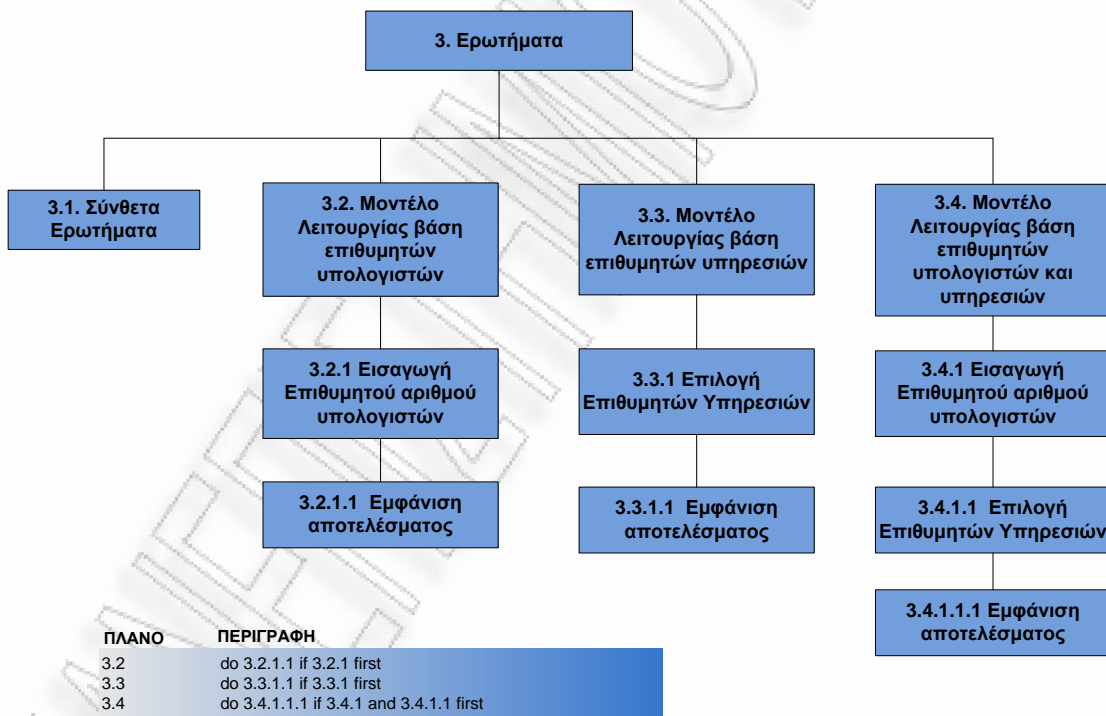 3. Ερωτήματα
3.1. Σύνθετα
Ερωτήματα
3.2. Μοντέλο
Λειτουργίας βάση
επιθυμητών
υπολογιστών
3.3. Μοντέλο
Λειτουργίας βάση
επιθυμητών υπηρεσιών
3.4. Μοντέλο
Λειτουργίας βάση
επιθυμητών
υπολογιστών και
υπηρεσιών
3.2.1 Εισαγωγή
Επιθυμητού αριθμού
υπολογιστών
3.3.1 Επιλογή
Επιθυμητών Υπηρεσιών
3.4.1 Εισαγωγή
Επιθυμητού αριθμού
υπολογιστών
3.2.1.1 Εμφάνιση
αποτελέσματος
3.3.1.1 Εμφάνιση
αποτελέσματος
3.4.1.1 Επιλογή
Επιθυμητών Υπηρεσιών
3.4.1.1.1 Εμφάνιση
αποτελέσματος
ΠΛΑΝΟ ΠΕΡΙΓΡΑΦΗ
3.2 do 3.2.1.1 if 3.2.1 first
3.3 do 3.3.1.1 if 3.3.1 first
3.4 do 3.4.1.1.1 if 3.4.1 and 3.4.1.1 first